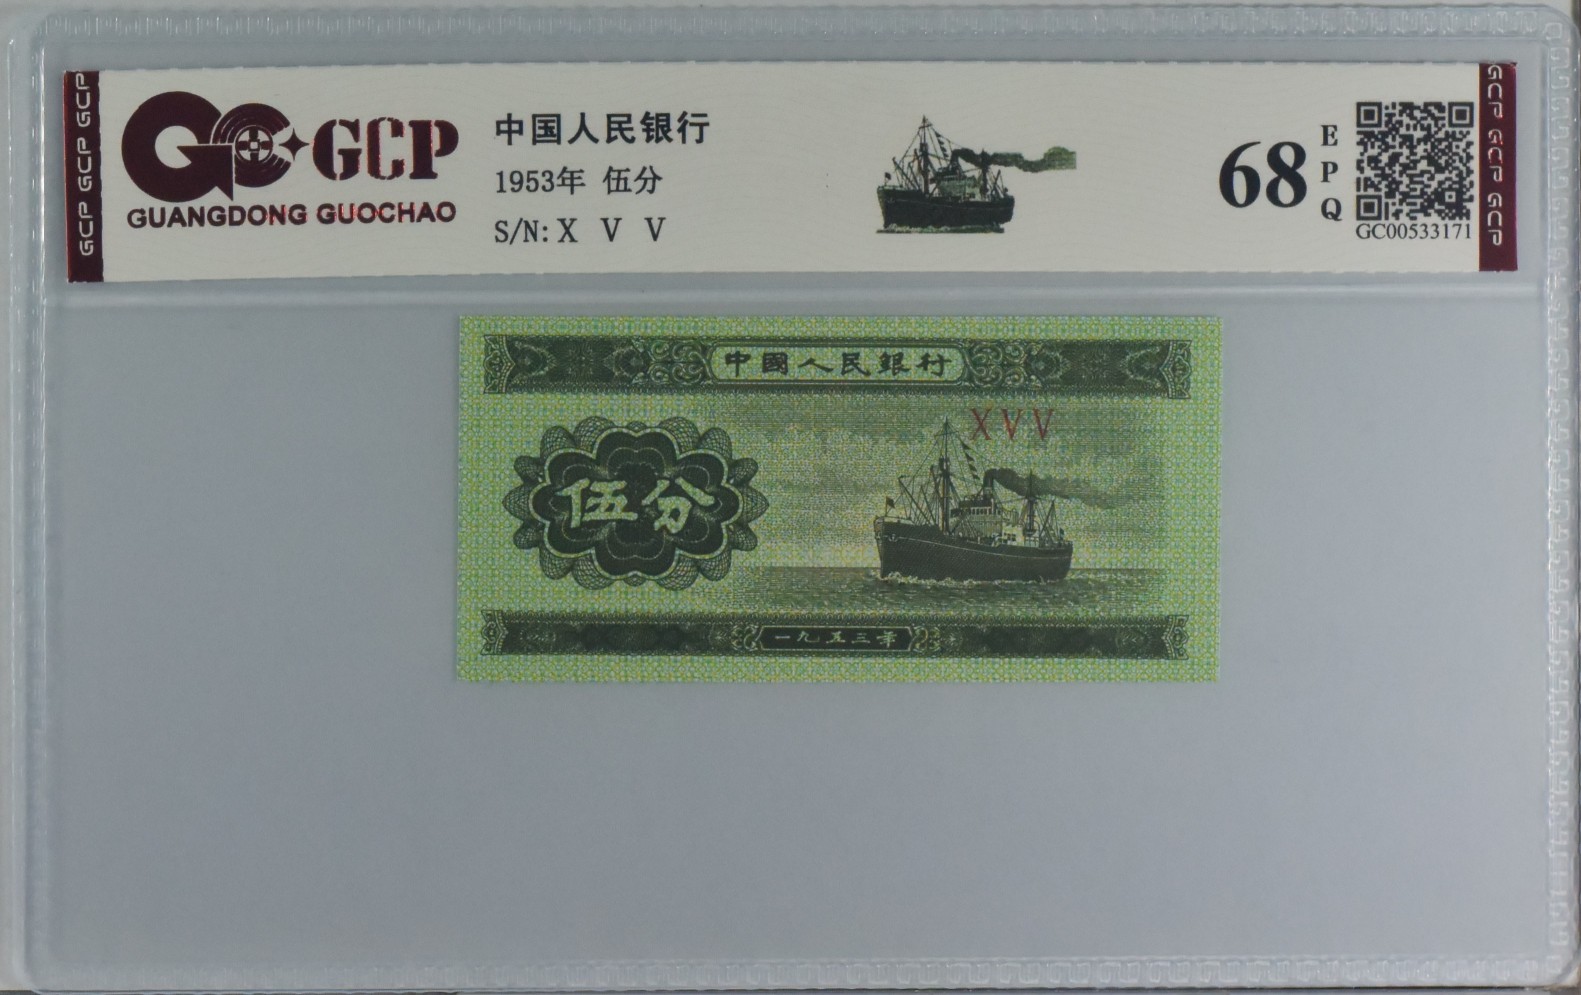 GCP GCP GCP
GCP
GUANGDONG GUOCHAO
中国人民银行
1953年 伍分
S/N: X V V
68
E
P
Q
GC00533171
GCP GCP GCP
中國人民銀行
XVV
伍分
一九五三年